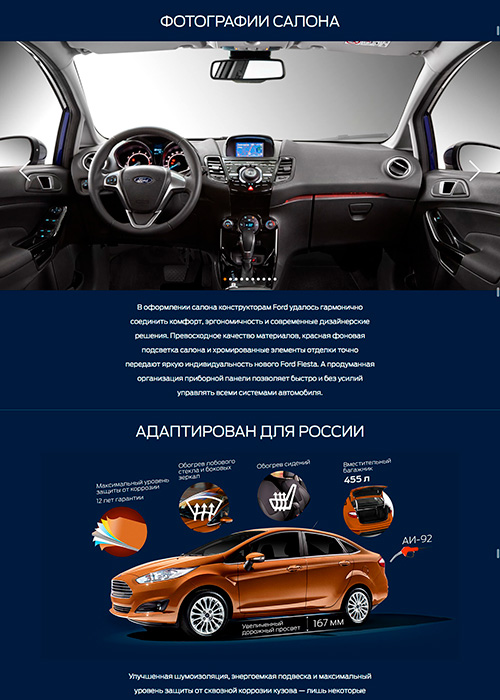 ФОТОГРАФИИ САЛОНА
Ford
В оформлении салона конструкторам Ford удалось гармонично
соединить комфорт, эргономичность и современные дизайнерские
решения. Превосходное качество материалов, красная фоновая
подсветка салона и хромированные элементы отделки точно
передают яркую индивидуальность нового Ford Fiesta. А продуманная
организация приборной панели позволяет быстро и без усилий
управлять всеми системами автомобиля.
АДАПТИРОВАН ДЛЯ РОССИИ
Максимальный уровень
защиты от коррозии
12 лет гарантии
Обогрев лобового
стекла и боковых
зеркал
Обогрев сидений
Вместительный
багажник
455 л
АИ-92
Увеличенный
дорожный просвет
167 мм
Улучшенная шумоизоляция, энергоемкая подвеска и максимальный
уровень защиты от сквозной коррозии кузова — лишь некоторые